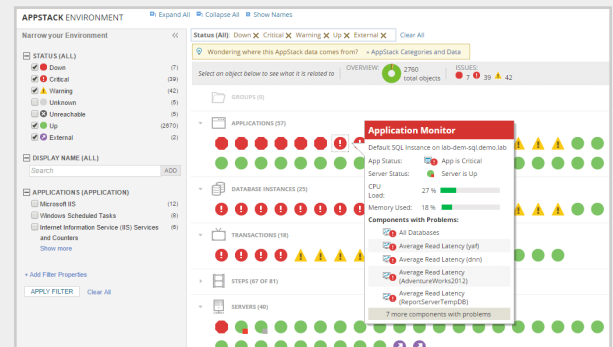 APPSTACK ENVIRONMENT
Expand All Collapse All Show Names
Narrow your Environment
STATUS (ALL)
Down (7)
Critical (39)
Warning (42)
Unknown (5)
Unreachable (5)
Up (2670)
External (2)
DISPLAY NAME (ALL)
Search ADD
APPLICATIONS (APPLICATION)
Microsoft IIS (12)
Windows Scheduled Tasks (8)
Internet Information Service (IIS) Services and Counters (6)
Show more
+ Add Filter Properties
APPLY FILTER Clear All
Status (All): Down Critical Warning Up External Clear All
Wondering where this AppStack data comes from? » AppStack Categories and Data
Select an object below to see what it is related to
OVERVIEW: 2760 total objects
ISSUES: 7 39 42
GROUPS (0)
APPLICATIONS (57)
DATABASE INSTANCES (25)
TRANSACTIONS (18)
STEPS (67 OF 81)
SERVERS (40)
Application Monitor
Default SQL Instance on lab-dem-sql.demo.lab
App Status: App is Critical
Server Status: Server is Up
CPU Load: 27 %
Memory Used: 18 %
Components with Problems:
All Databases
Average Read Latency (yaf)
Average Read Latency (dnn)
Average Read Latency (AdventureWorks2012)
Average Read Latency (ReportServerTempDB)
7 more components with problems